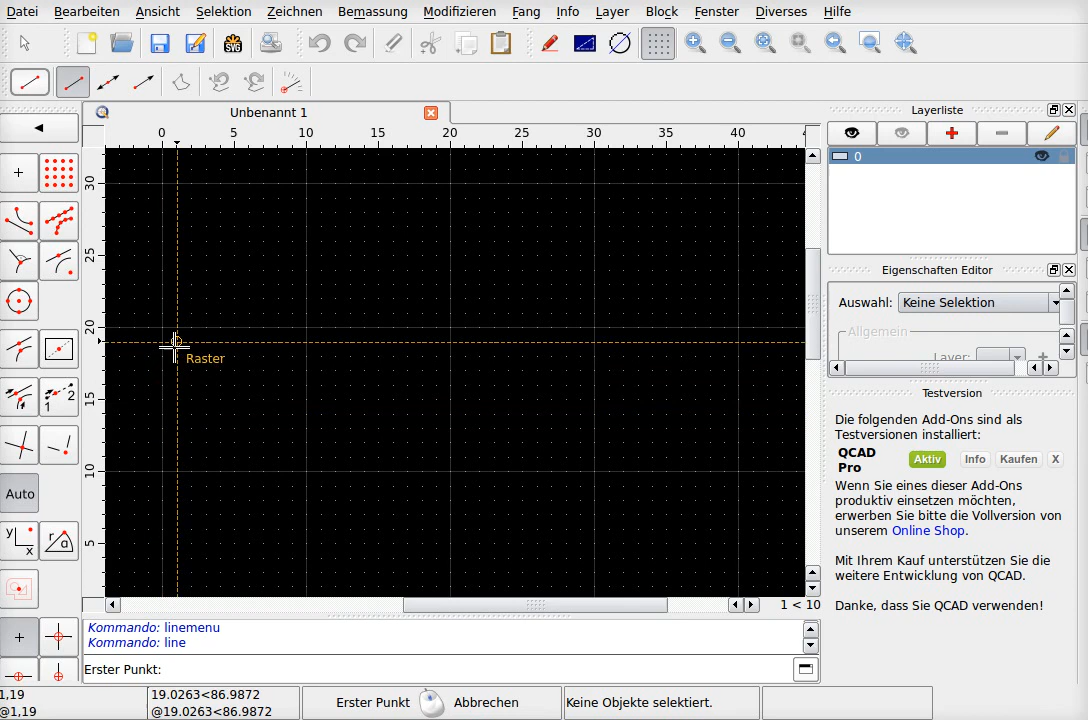 Datei Bearbeiten Ansicht Selektion Zeichnen Bemassung Modifizieren Fang Info Layer Block Fenster Diverses Hilfe
SVG
Unbenannt 1
0 5 10 15 20 25 30 35 40
30
25
20
15
10
5
Raster
1 2
Auto
y x
r a
1 < 10
Kommando: linemenu
Kommando: line
Erster Punkt:
1,19
@1,19
19.0263<86.9872
@19.0263<86.9872
Erster Punkt Abbrechen
Keine Objekte selektiert.
Layerliste
0
Eigenschaften Editor
Auswahl: Keine Selektion
Allgemein
Layer:
Testversion
Die folgenden Add-Ons sind als
Testversionen installiert:
QCAD
Pro
Aktiv Info Kaufen X
Wenn Sie eines dieser Add-Ons
produktiv einsetzen möchten,
erwerben Sie bitte die Vollversion von
unserem Online Shop.
Mit Ihrem Kauf unterstützen Sie die
weitere Entwicklung von QCAD.
Danke, dass Sie QCAD verwenden!